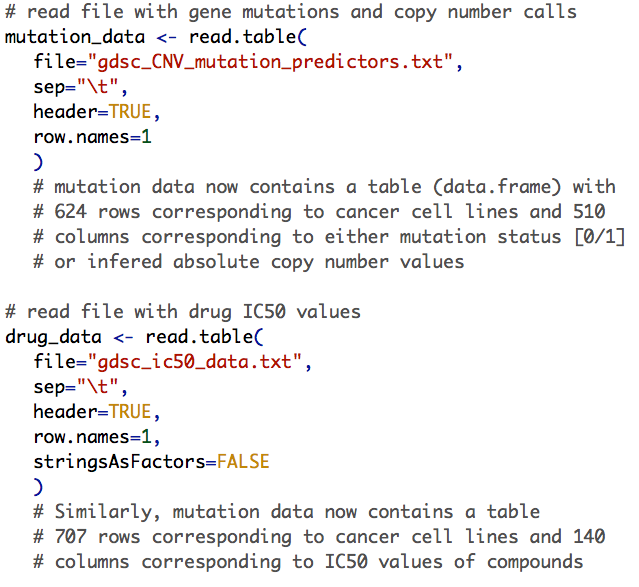 # read file with gene mutations and copy number calls
mutation_data <- read.table(
file="gdsc_CNV_mutation_predictors.txt",
sep="\t",
header=TRUE,
row.names=1
)
# mutation data now contains a table (data.frame) with
# 624 rows corresponding to cancer cell lines and 510
# columns corresponding to either mutation status [0/1]
# or infered absolute copy number values
# read file with drug IC50 values
drug_data <- read.table(
file="gdsc_ic50_data.txt",
sep="\t",
header=TRUE,
row.names=1,
stringsAsFactors=FALSE
)
# Similarly, mutation data now contains a table
# 707 rows corresponding to cancer cell lines and 140
# columns corresponding to IC50 values of compounds